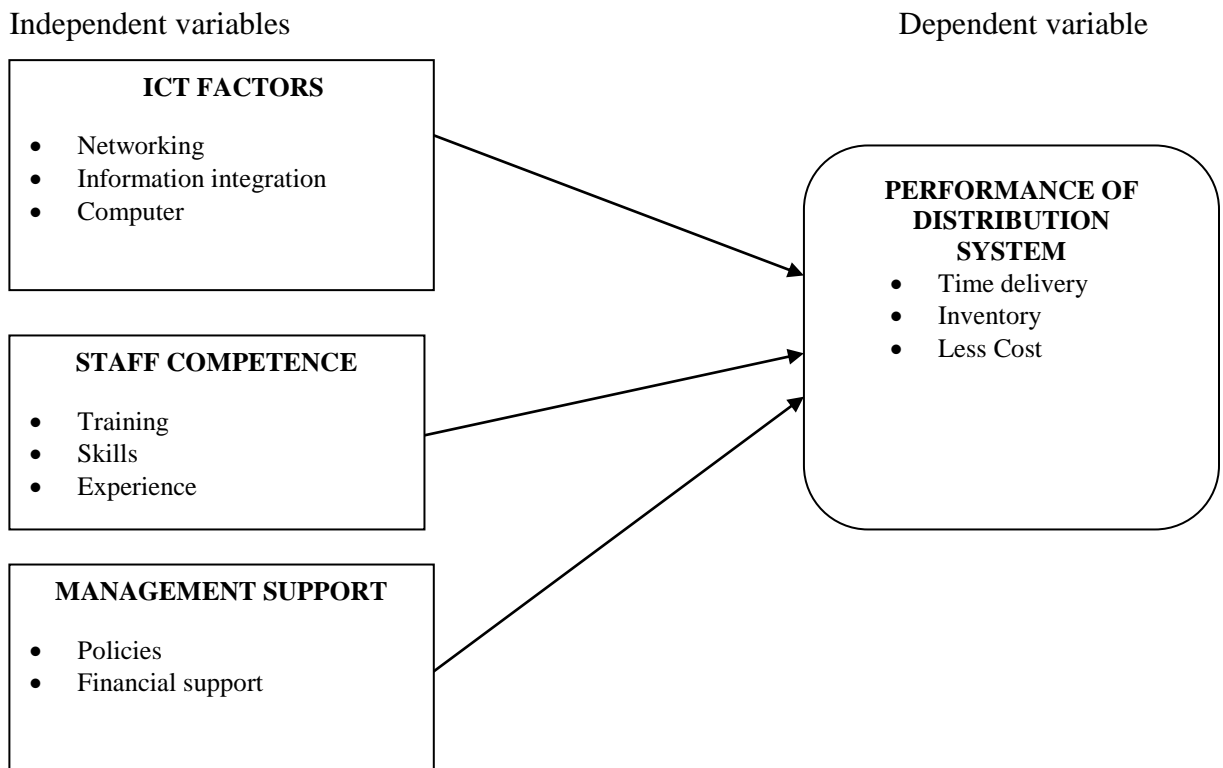 Independent variables
Dependent variable
ICT FACTORS
• Networking
• Information integration
• Computer
STAFF COMPETENCE
• Training
• Skills
• Experience
MANAGEMENT SUPPORT
• Policies
• Financial support
PERFORMANCE OF
DISTRIBUTION
SYSTEM
• Time delivery
• Inventory
• Less Cost